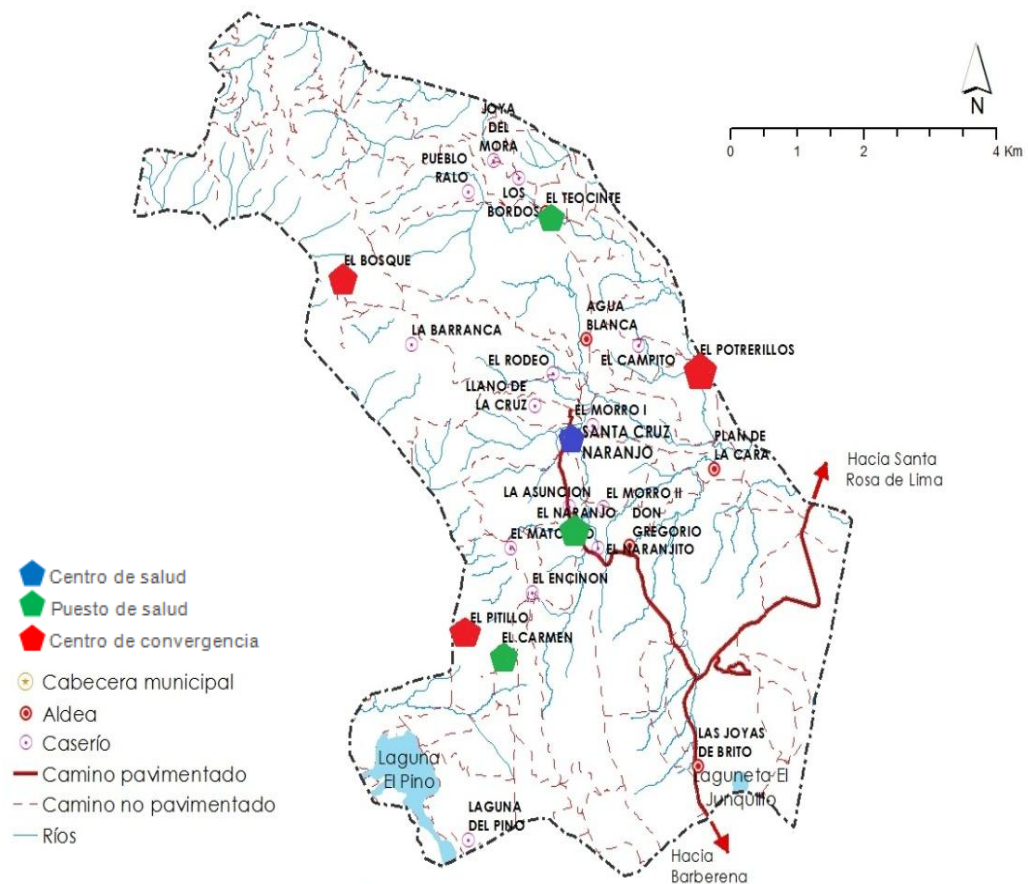 N
0 1 2 4 Km
JOYA
DEL
MORA
PUEBLO
RALO
LOS
BORDOS
EL TEOCINTE
EL BOSQUE
AGUA
BLANCA
LA BARRANCA
EL RODEO
EL CAMPITO
EL POTRERILLOS
LLANO DE
LA CRUZ
EL MORRO I
SANTA CRUZ
NARANJO
PLAN DE
LA CARA
Hacia Santa
Rosa de Lima
LA ASUNCION
EL MORRO II
EL NARANJO
DON
GREGORIO
EL NARANJITO
EL ENCINON
EL PITILLO
EL CARMEN
Centro de salud
Puesto de salud
Centro de convergencia
Cabecera municipal
Aldea
Caserío
Camino pavimentado
Camino no pavimentado
Ríos
Laguna
El Pino
LAS JOYAS
DE BRITO
Laguneta El
Junquillo
LAGUNA
DEL PINO
Hacia
Barberena